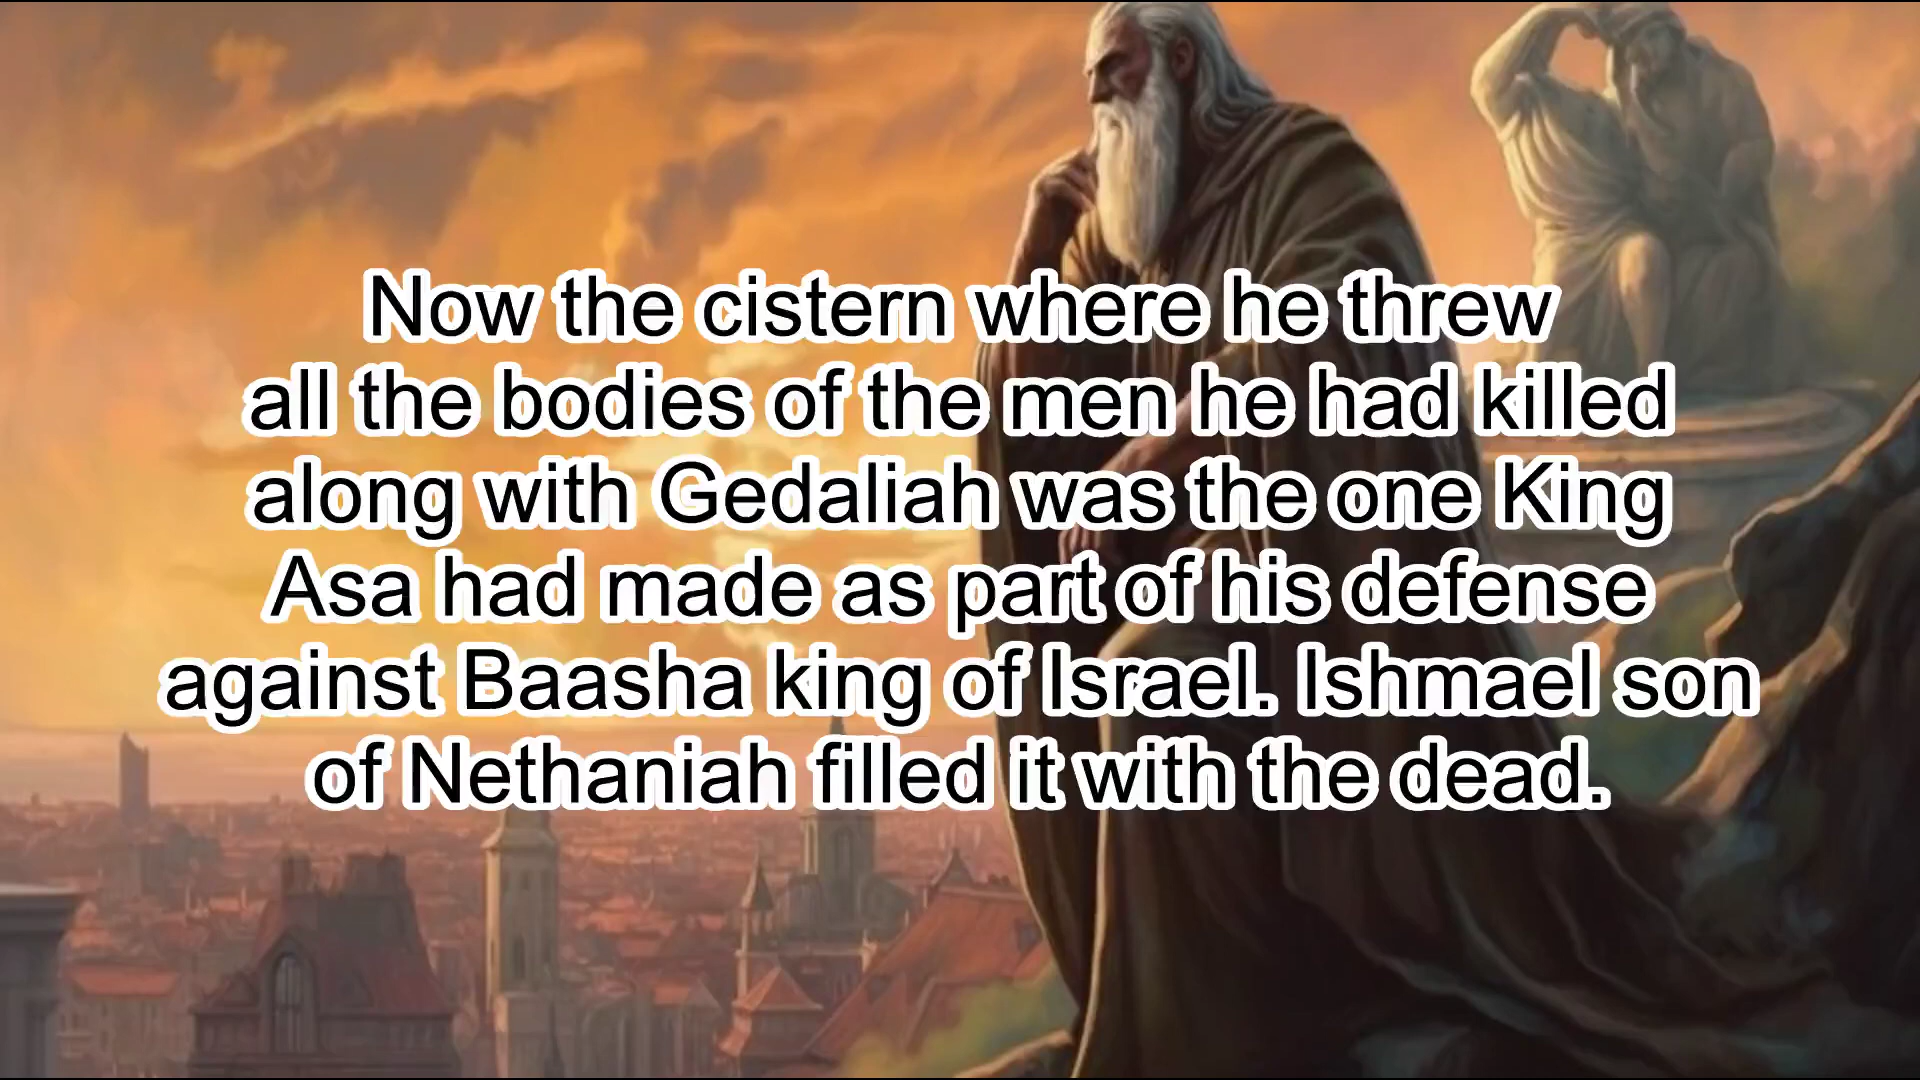 Now the cistern where he threw
all the bodies of the men he had killed
along with Gedaliah was the one King
Asa had made as part of his defense
against Baasha king of Israel. Ishmael son
of Nethaniah filled it with the dead.